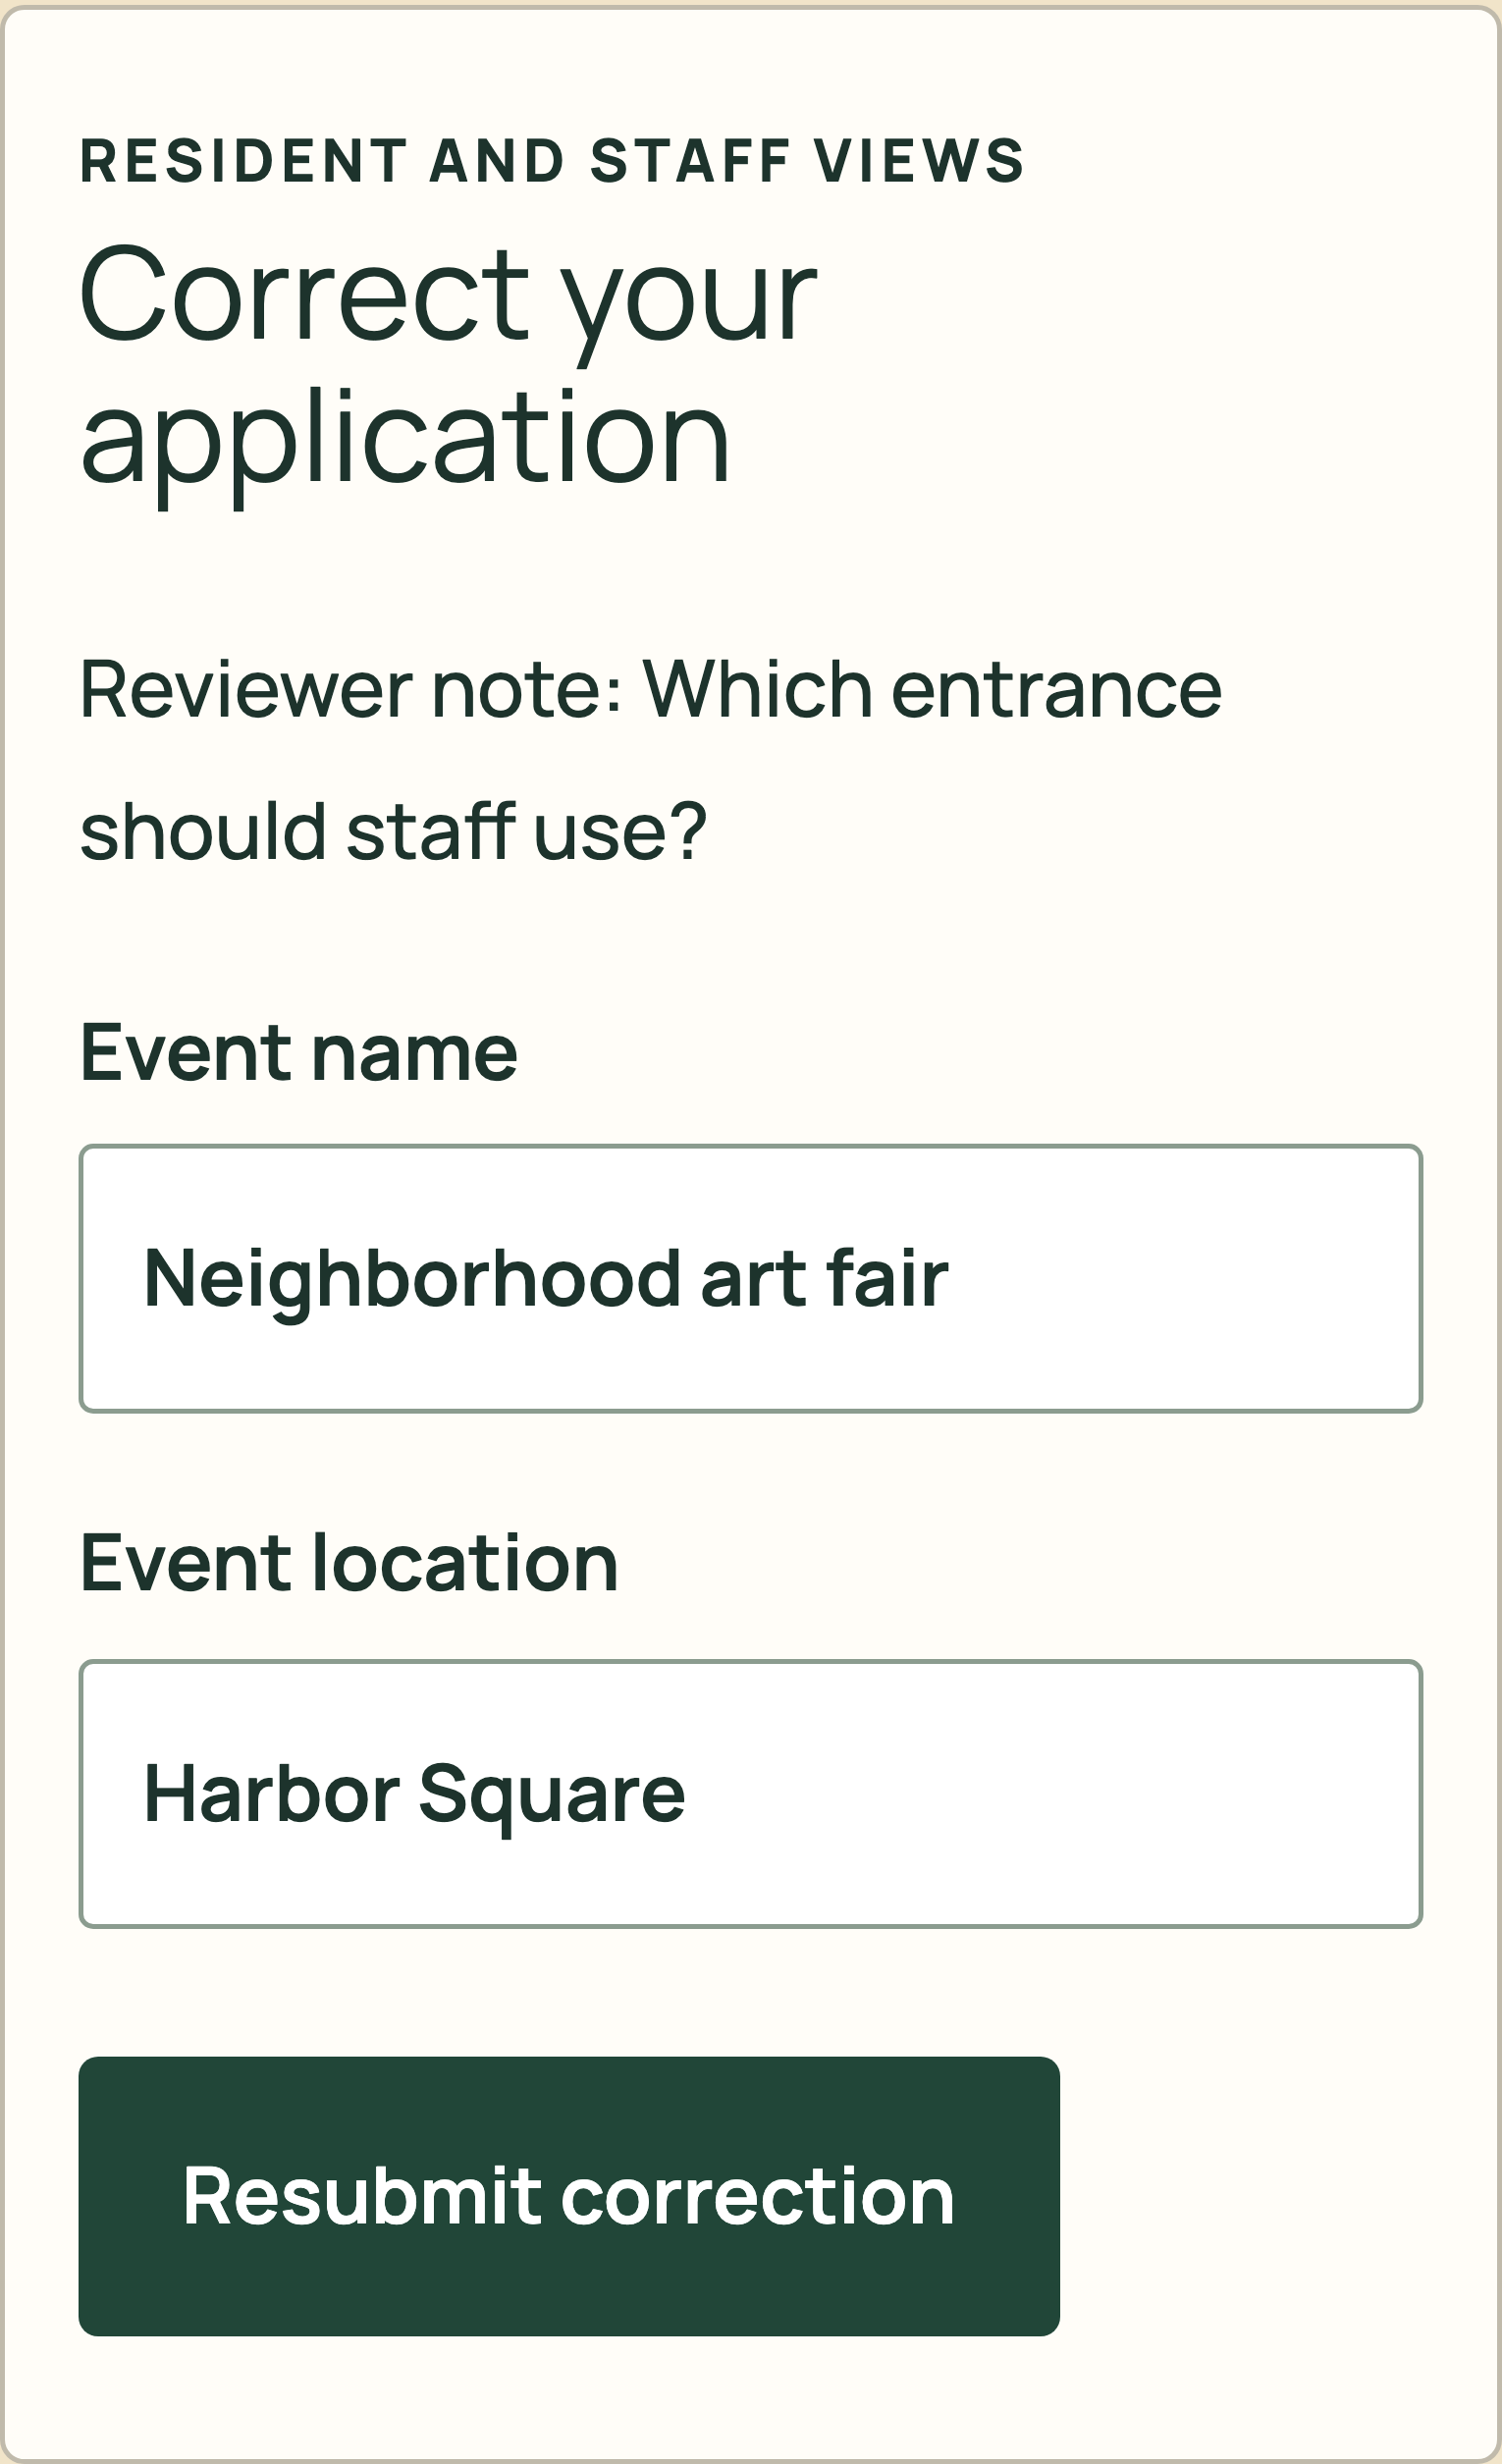 RESIDENT AND STAFF VIEWS
Correct your
application
Reviewer note: Which entrance
should staff use?
Event name
Neighborhood art fair
Event location
Harbor Square
Resubmit correction